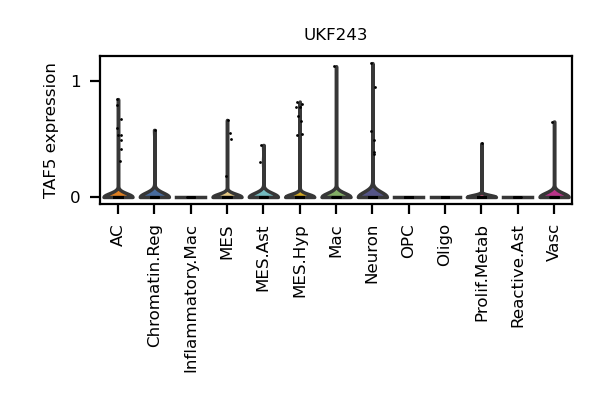 UKF243
TAF5 expression
1
0
AC
Chromatin.Reg
Inflammatory.Mac
MES
MES.Ast
MES.Hyp
Mac
Neuron
OPC
Oligo
Prolif.Metab
Reactive.Ast
Vasc